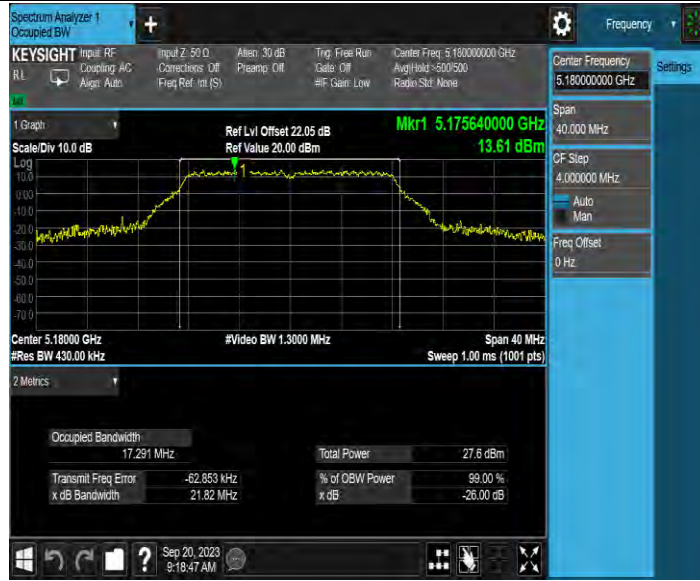 Spectrum Analyzer 1
Occupied BW
+
Frequency
KEYSIGHT
Input: RF
Coupling: AC
Align: Auto
RL
Input Z: 50 Ω
Corrections: Off
Freq Ref: Int (S)
Atten: 30 dB
Preamp: Off
Trig: Free Run
Gate: Off
#IF Gain: Low
Center Freq: 5.180000000 GHz
Avg|Hold:>500/500
Radio Std: None
Center Frequency
5.180000000 GHz
Settings
Span
40.000 MHz
CF Step
4.000000 MHz
Auto
Man
Freq Offset
0 Hz
1 Graph
Scale/Div 10.0 dB
Ref Lvl Offset 22.05 dB
Ref Value 20.00 dBm
Mkr1 5.175640000 GHz
13.61 dBm
Log
10.0
0.00
-10.0
-20.0
-30.0
-40.0
-50.0
-60.0
-70.0
1
Center 5.18000 GHz
#Res BW 430.00 kHz
#Video BW 1.3000 MHz
Span 40 MHz
Sweep 1.00 ms (1001 pts)
2 Metrics
Occupied Bandwidth
17.291 MHz
Total Power 27.6 dBm
Transmit Freq Error -62.853 kHz
% of OBW Power 99.00 %
x dB Bandwidth 21.82 MHz
x dB -26.00 dB
?
Sep 20, 2023
9:18:47 AM